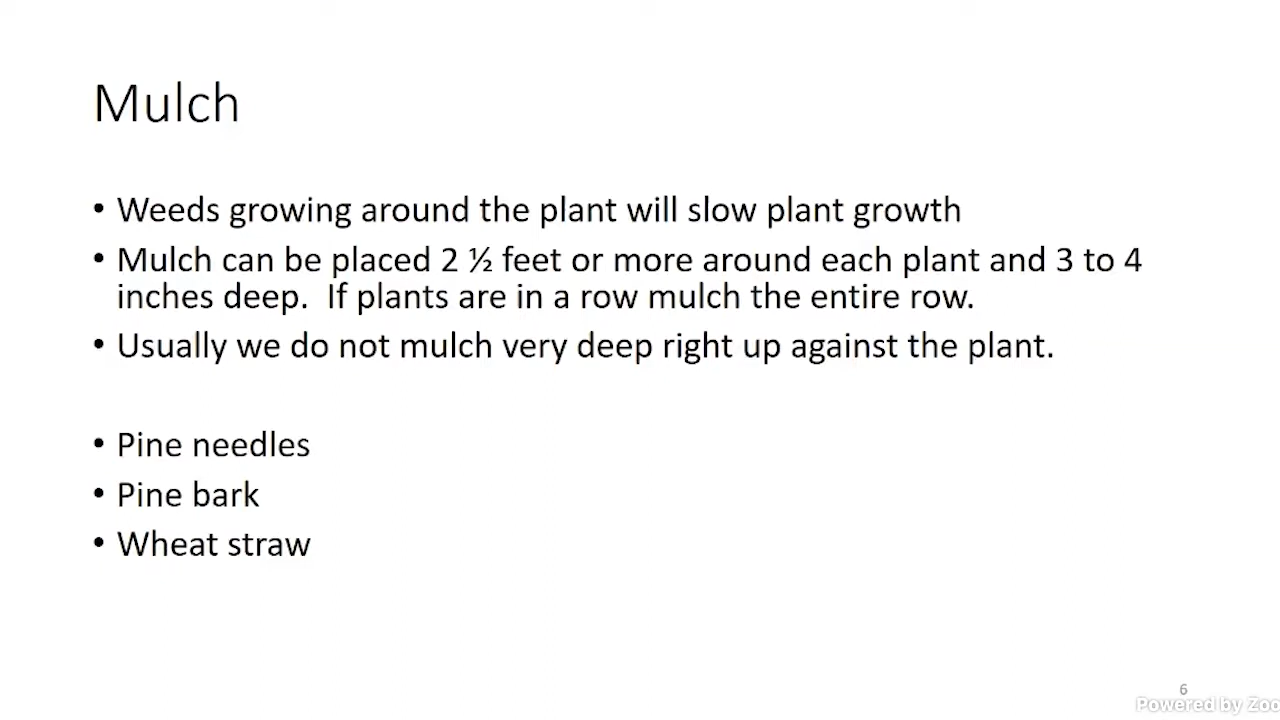 Mulch
• Weeds growing around the plant will slow plant growth
• Mulch can be placed 2 ½ feet or more around each plant and 3 to 4
inches deep.  If plants are in a row mulch the entire row.
• Usually we do not mulch very deep right up against the plant.
• Pine needles
• Pine bark
• Wheat straw
6
Powered by Zoo